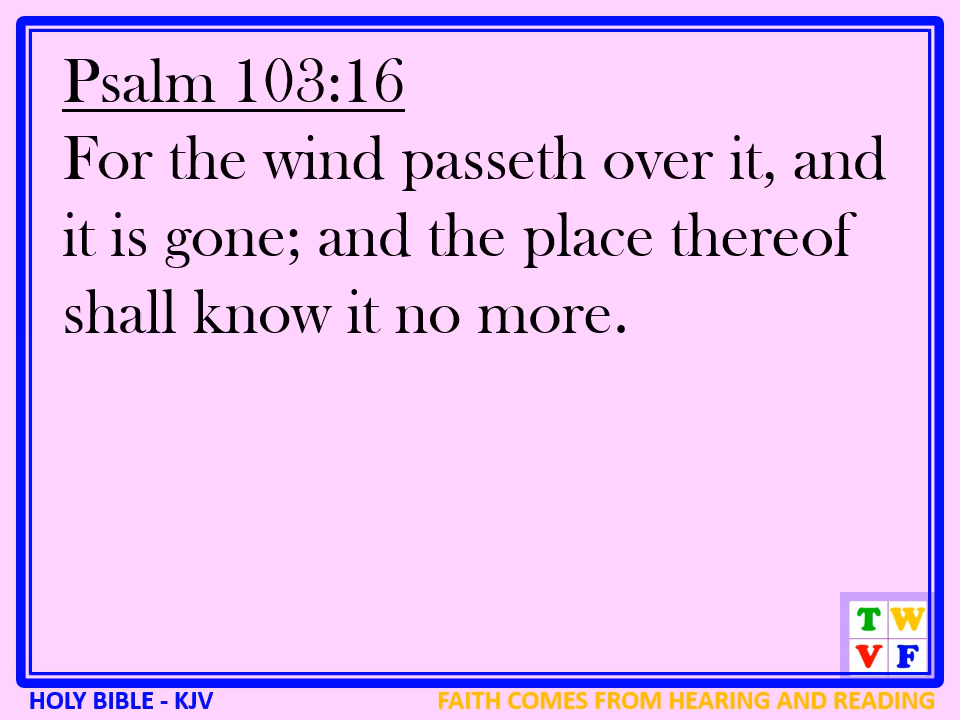 Psalm 103:16
For the wind passeth over it, and
it is gone; and the place thereof
shall know it no more.
T W
V F
HOLY BIBLE - KJV
FAITH COMES FROM HEARING AND READING